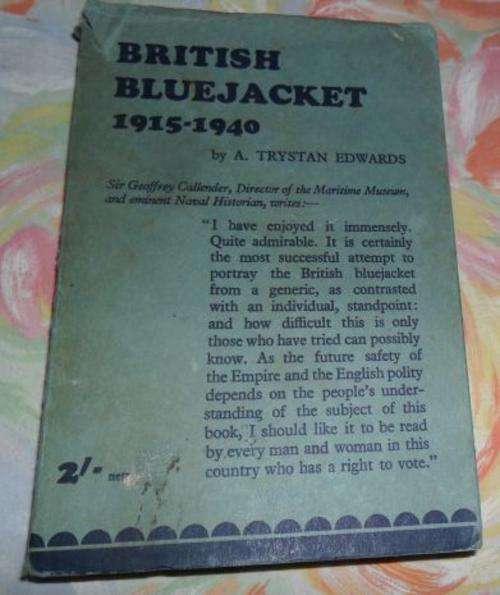 BRITISH
BLUEJACKET
1915-1940
by A. TRYSTAN EDWARDS
Sir Geoffrey Callender, Director of the Maritime Museum,
and eminent Naval Historian, writes:—
"I have enjoyed it immensely.
Quite admirable. It is certainly
the most successful attempt to
portray the British bluejacket
from a generic, as contrasted
with an individual, standpoint:
and how difficult this is only
those who have tried can possibly
know. As the future safety of
the Empire and the English polity
depends on the people's under-
standing of the subject of this
book, I should like it to be read
by every man and woman in this
country who has a right to vote."
2/- net